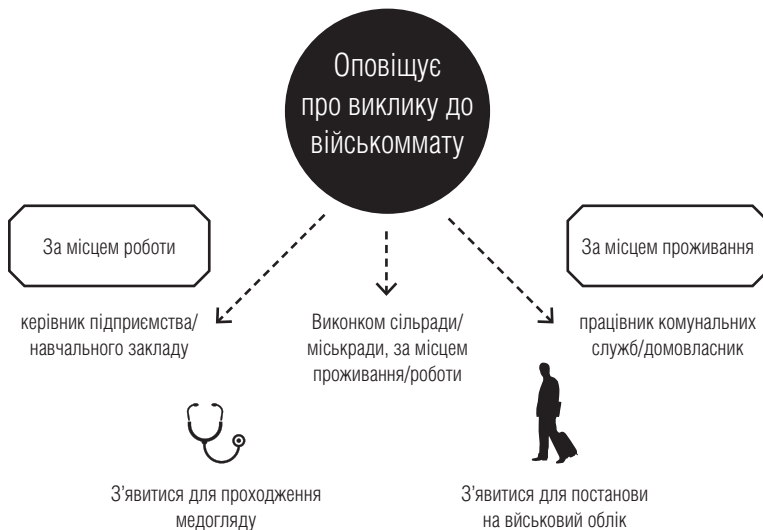 Оповіщує
про виклику до
військоммату
За місцем роботи
За місцем проживання
керівник підприємства/
навчального закладу
Виконком сільради/
міськради, за місцем
проживання/роботи
працівник комунальних
служб/домовласник
З’явитися для проходження
медогляду
З’явитися для постанови
на військовий облік